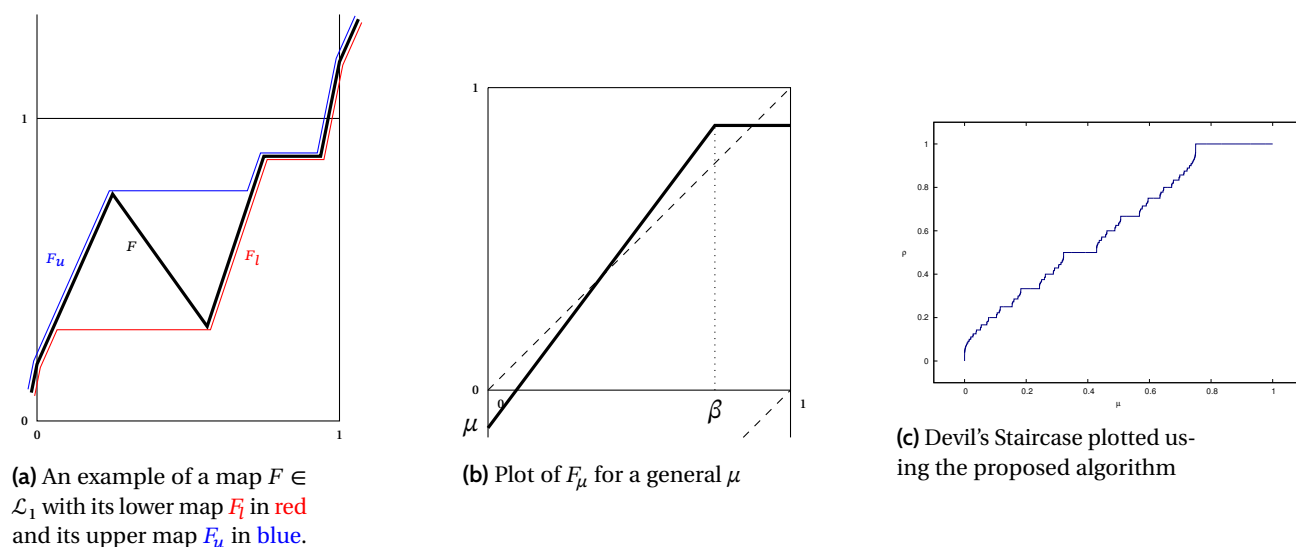 1
F_u
F
F_l
0
0
1
(a) An example of a map F ∈
ℒ₁ with its lower map F_l in red
and its upper map F_u in blue.
1
0
0
1
μ
β
(b) Plot of F_μ for a general μ
1
0.8
0.6
ρ
0.4
0.2
0
0
0.2
0.4
0.6
0.8
1
μ
(c) Devil's Staircase plotted us-
ing the proposed algorithm